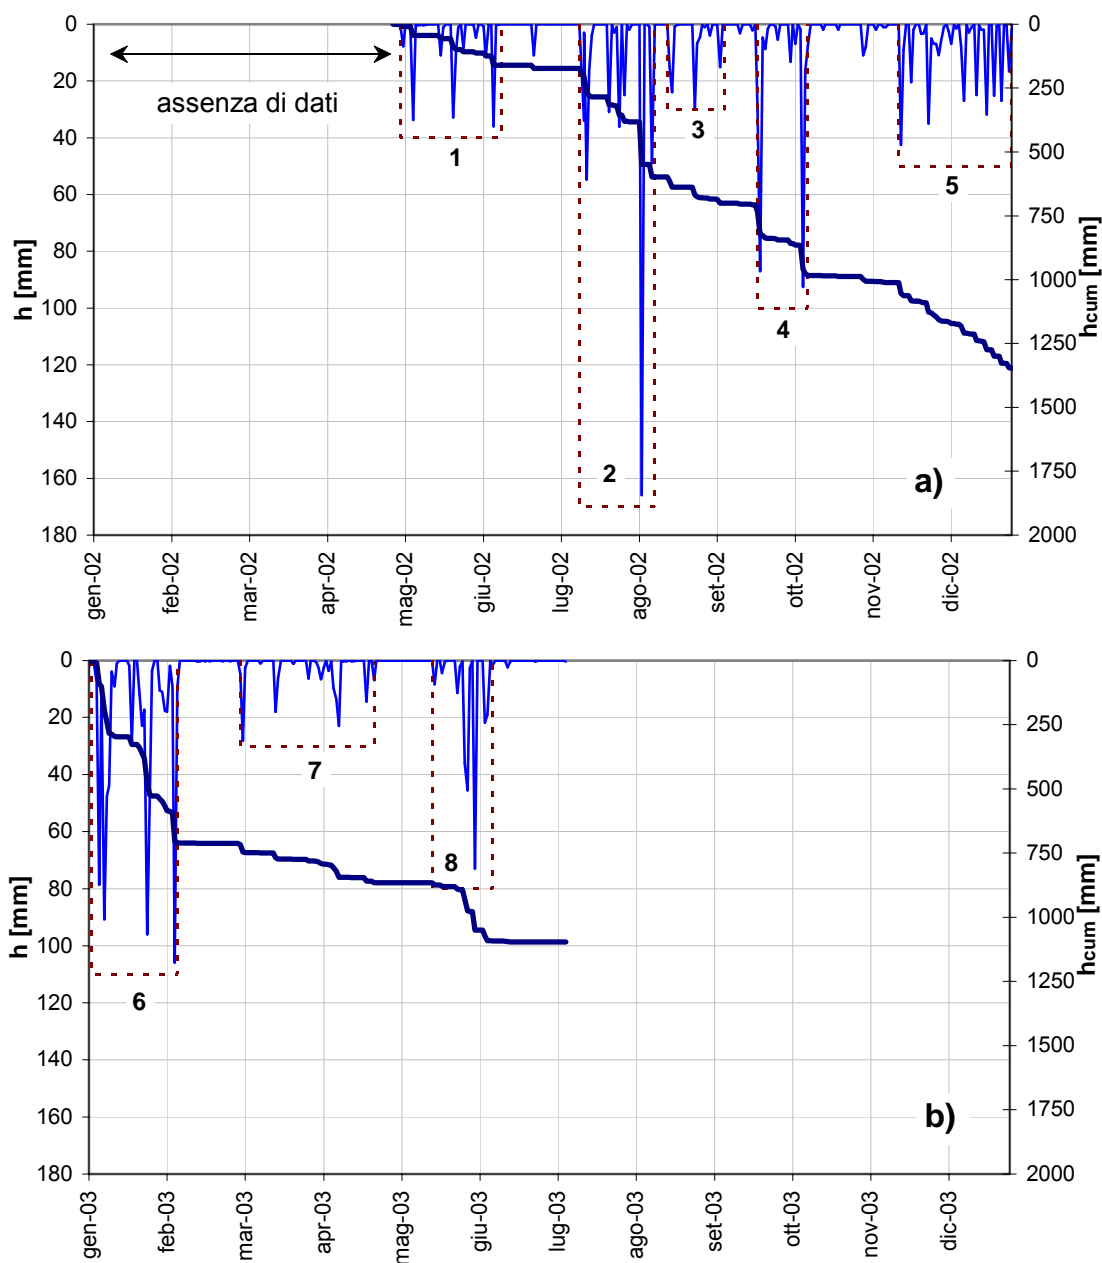 0
20
40
60
80
100
120
140
160
180
h [mm]
assenza di dati
1
2
3
4
5
a)
0
250
500
750
1000
1250
1500
1750
2000
hcum [mm]
gen-02
feb-02
mar-02
apr-02
mag-02
giu-02
lug-02
ago-02
set-02
ott-02
nov-02
dic-02
0
20
40
60
80
100
120
140
160
180
h [mm]
6
7
8
b)
0
250
500
750
1000
1250
1500
1750
2000
hcum [mm]
gen-03
feb-03
mar-03
apr-03
mag-03
giu-03
lug-03
ago-03
set-03
ott-03
nov-03
dic-03